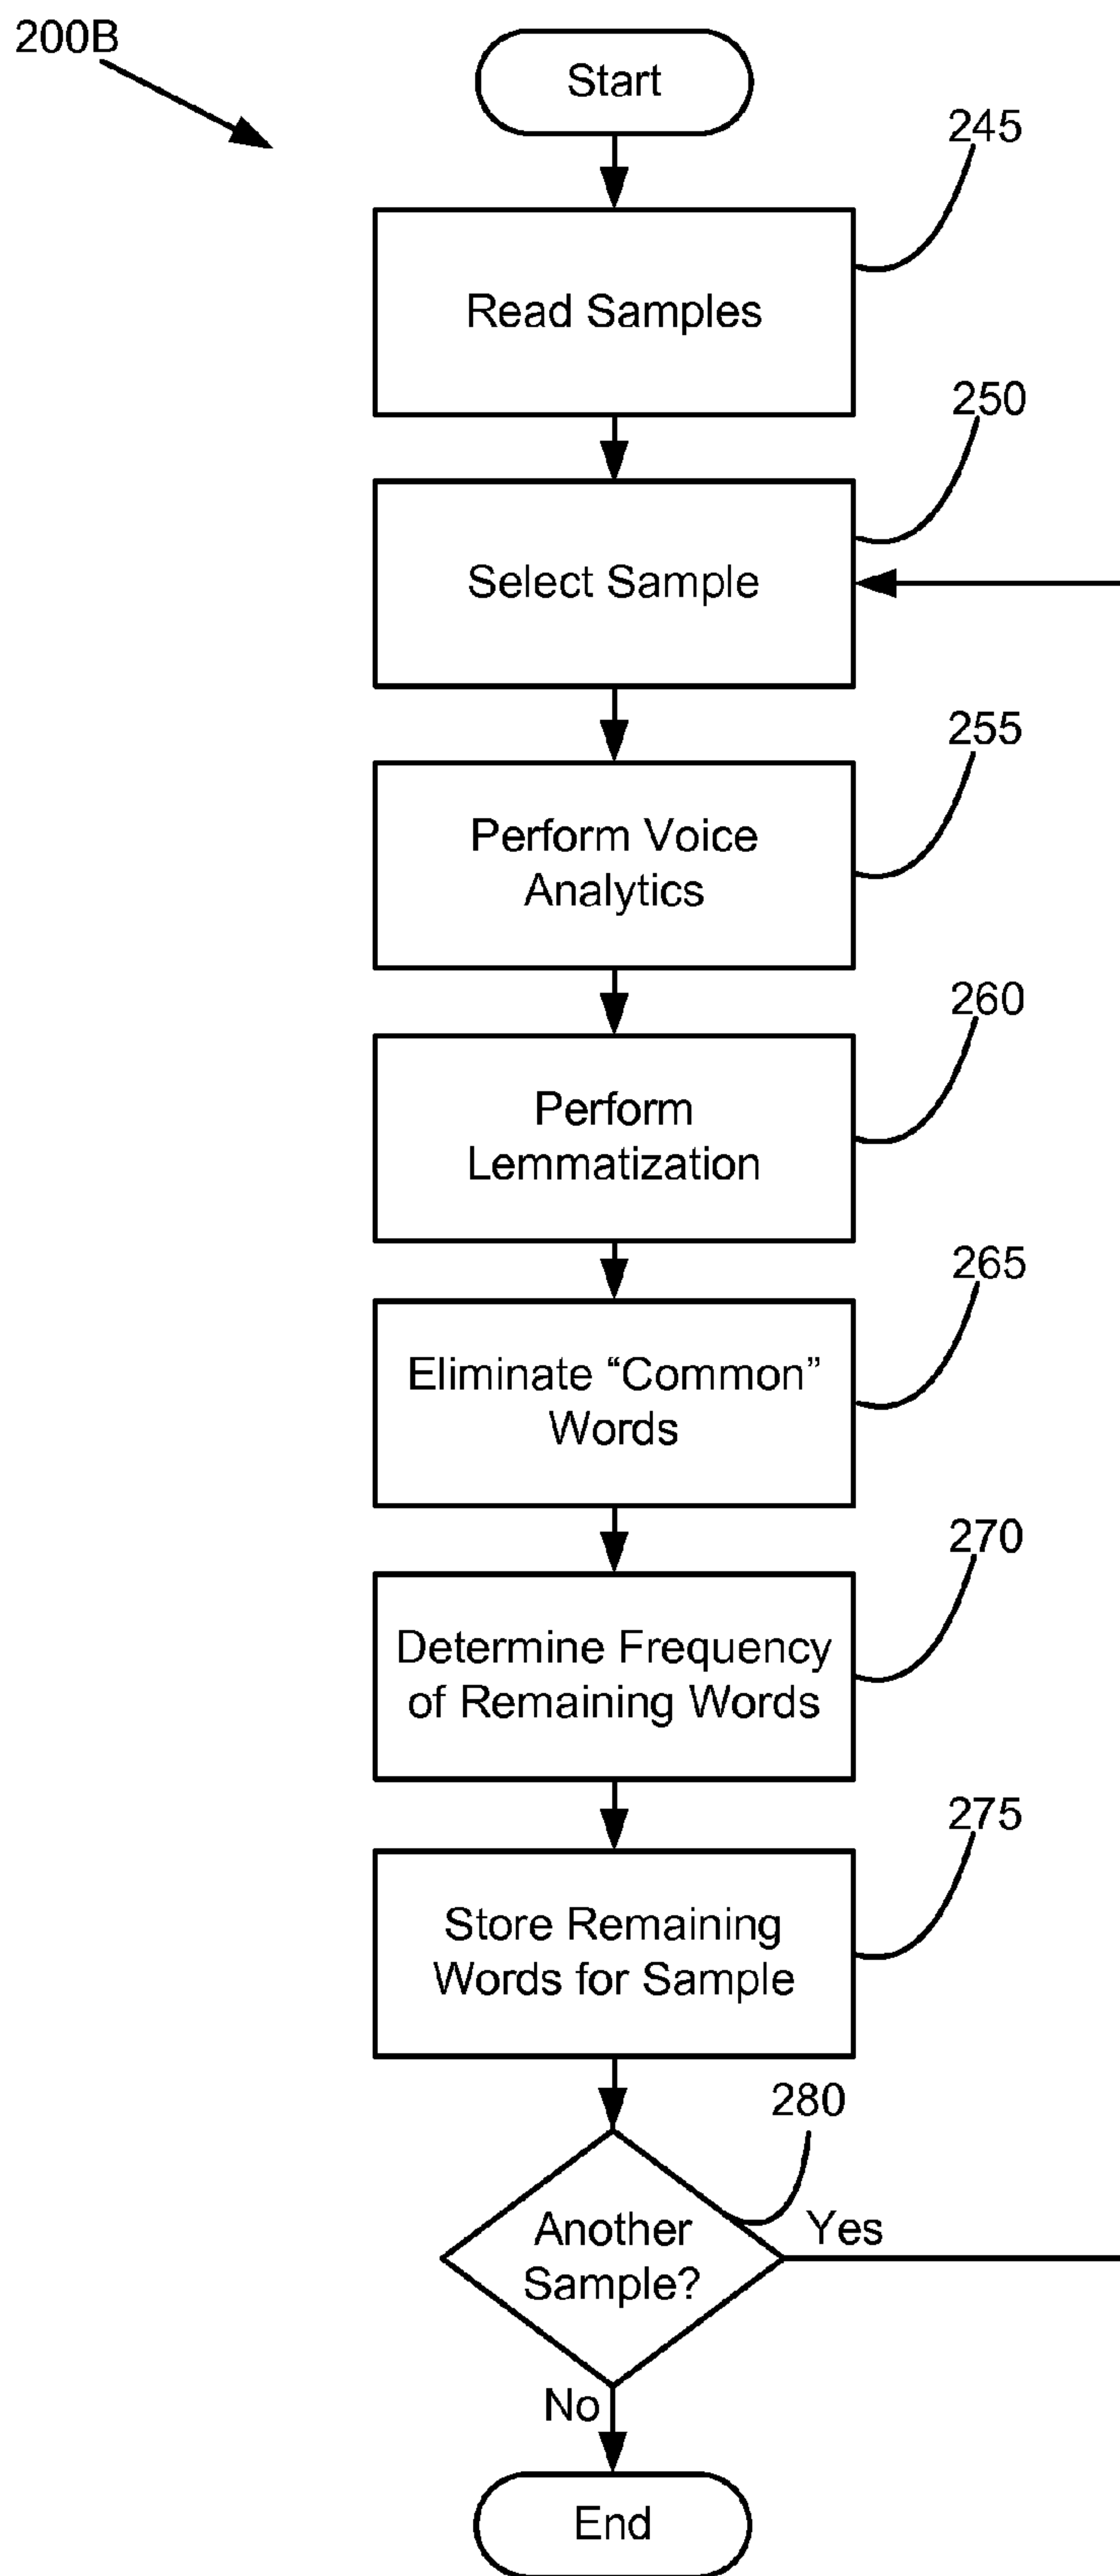 200B
Start
245
Read Samples
250
Select Sample
255
Perform Voice
Analytics
260
Perform
Lemmatization
265
Eliminate “Common”
Words
270
Determine Frequency
of Remaining Words
275
Store Remaining
Words for Sample
280
Another
Sample?
Yes
No
End